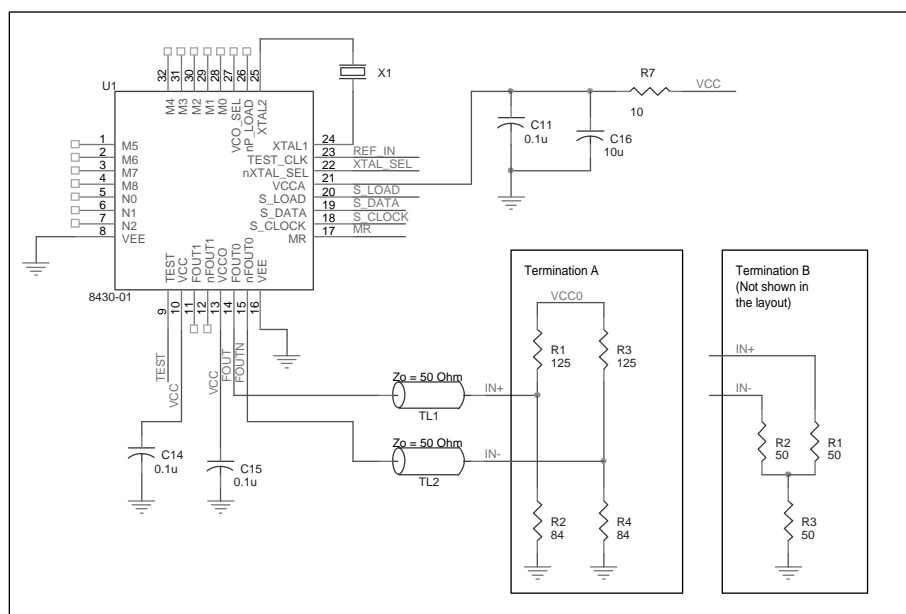 U1
32
31
30
29
28
27
26
25
M4
M3
M2
M1
M0
VCO_SEL
nP_LOAD
XTAL2
X1
1
2
3
4
5
6
7
8
M5
M6
M7
M8
N0
N1
N2
VEE
XTAL1
TEST_CLK
nXTAL_SEL
VCCA
S_LOAD
S_DATA
S_CLOCK
MR
24
23
22
21
20
19
18
17
REF_IN
XTAL_SEL
S_LOAD
S_DATA
S_CLOCK
MR
TEST
VCC
FOUT1
nFOUT1
VCCO
FOUT0
nFOUT0
VEE
8430-01
9
10
11
12
13
14
15
16
TEST
VCC
VCC
FOUT
FOUTN
C14
0.1u
C15
0.1u
R7
VCC
10
C11
0.1u
C16
10u
Zo = 50 Ohm
TL1
Zo = 50 Ohm
TL2
IN+
IN-
Termination A
VCC0
R1
125
R3
125
R2
84
R4
84
Termination B
(Not shown in
the layout)
IN+
IN-
R2
50
R1
50
R3
50